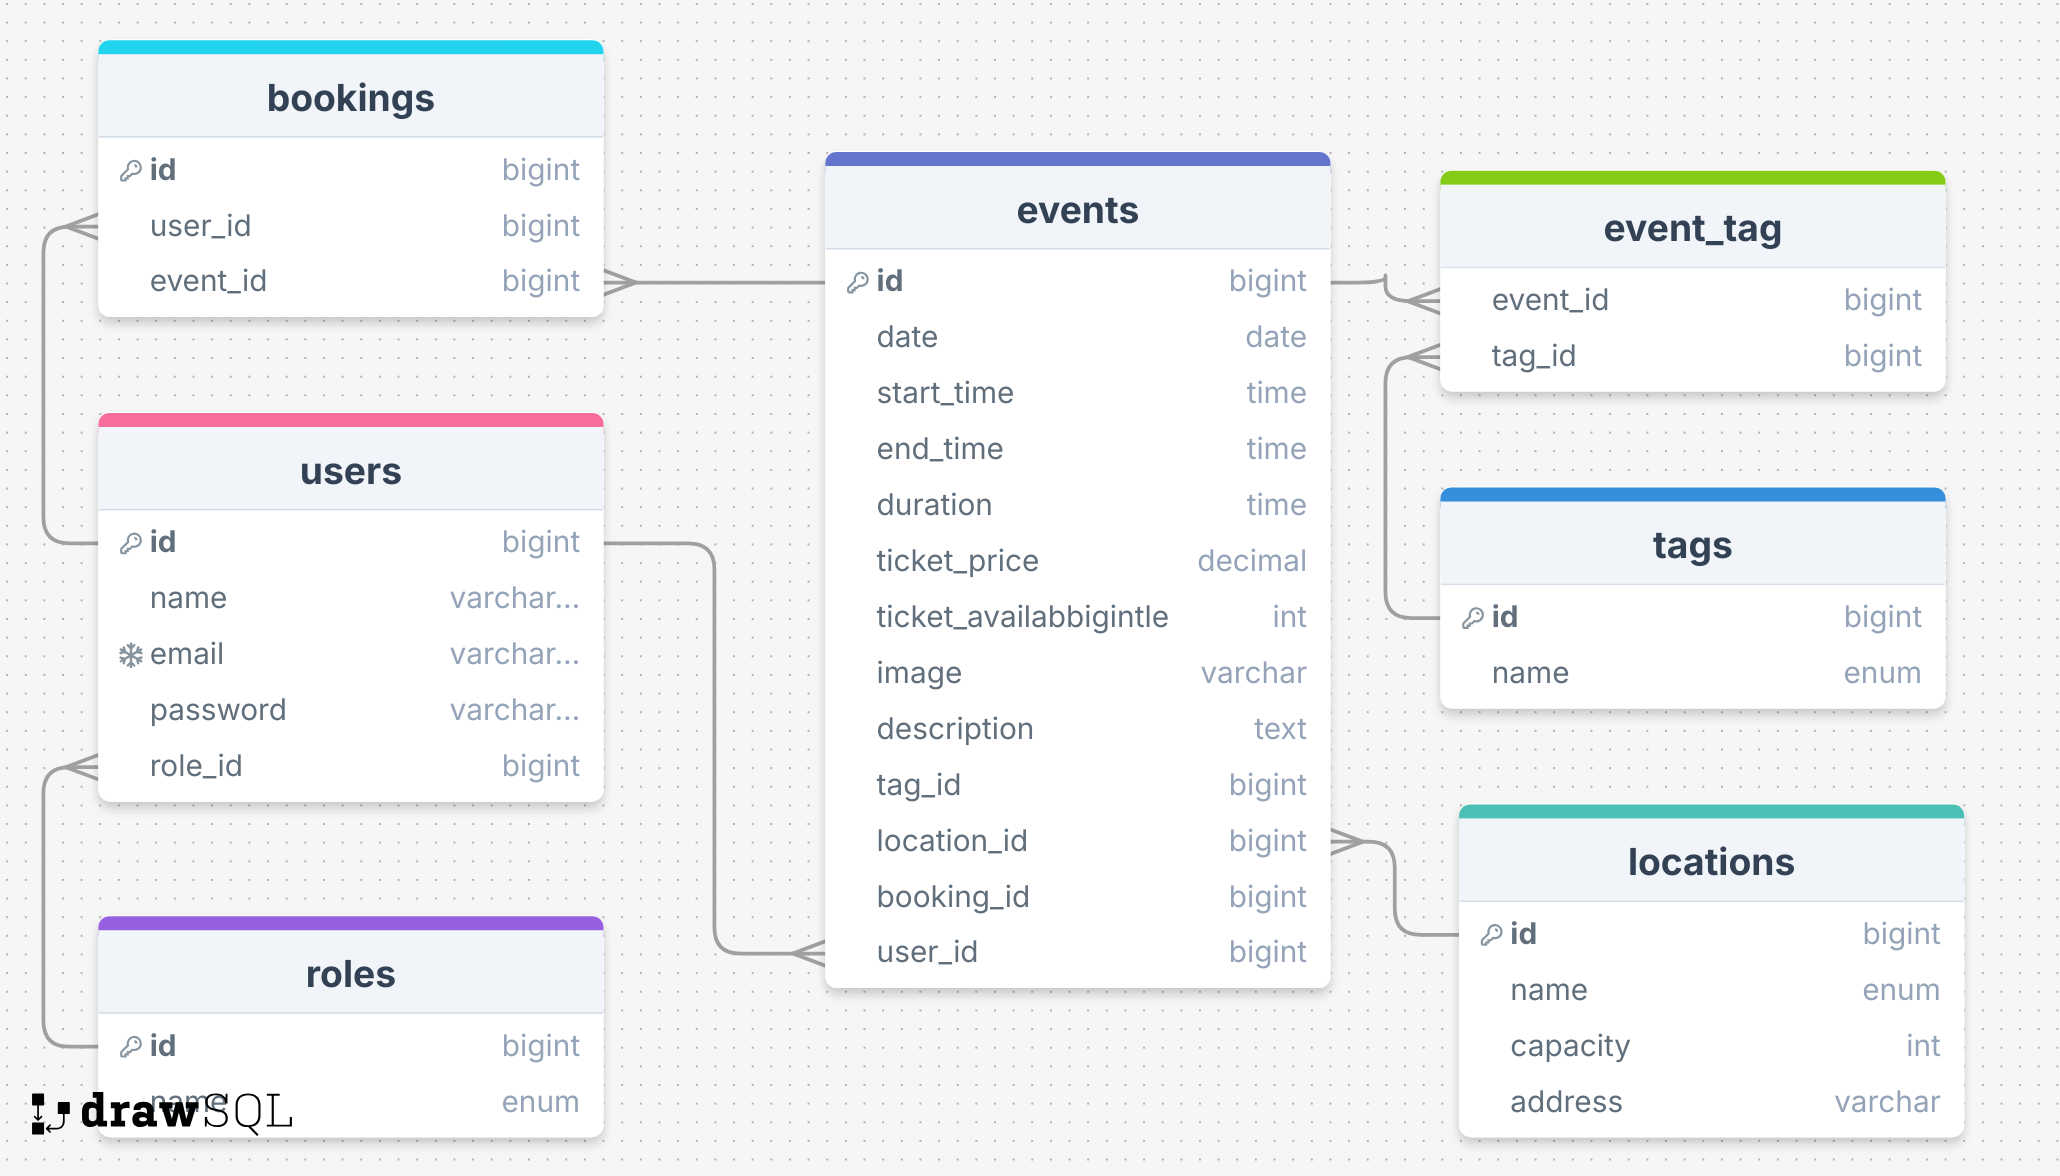 bookings
id bigint
user_id bigint
event_id bigint
users
id bigint
name varchar...
email varchar...
password varchar...
role_id bigint
roles
id bigint
name enum
drawSQL
events
id bigint
date date
start_time time
end_time time
duration time
ticket_price decimal
ticket_availabbigintle int
image varchar
description text
tag_id bigint
location_id bigint
booking_id bigint
user_id bigint
event_tag
event_id bigint
tag_id bigint
tags
id bigint
name enum
locations
id bigint
name enum
capacity int
address varchar